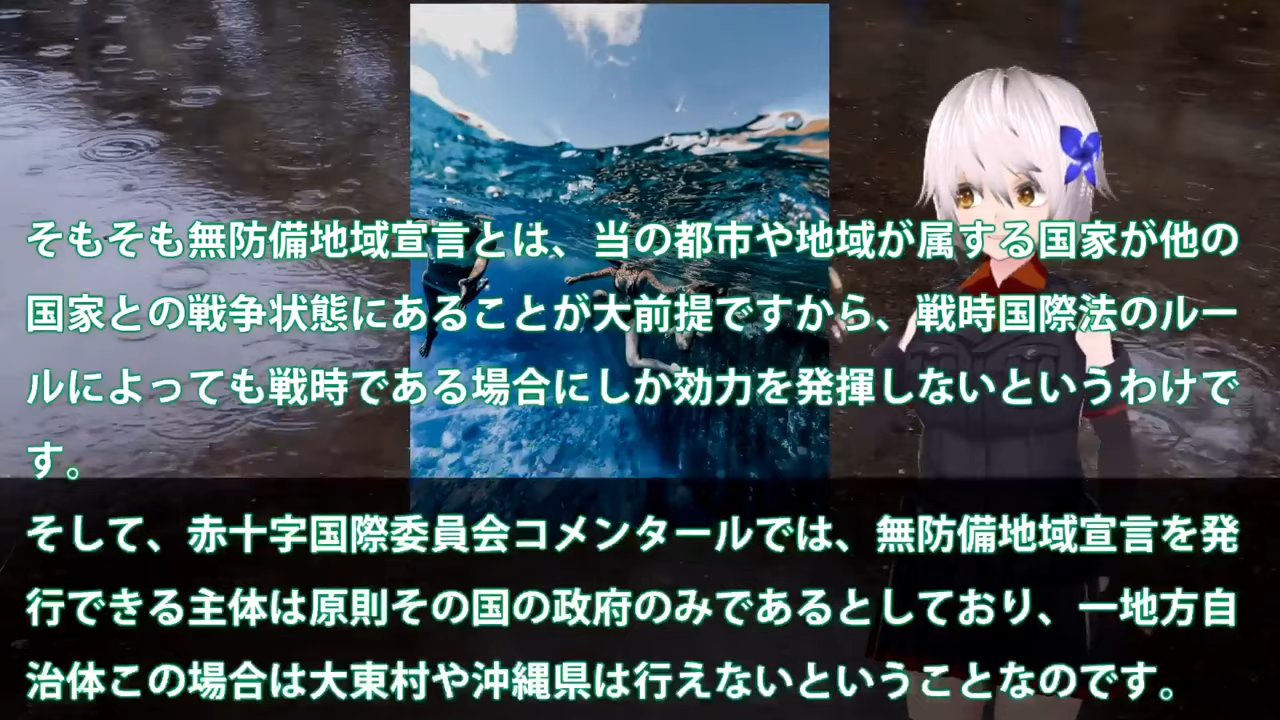 そもそも無防備地域宣言とは、当の都市や地域が属する国家が他の
国家との戦争状態にあることが大前提ですから、戦時国際法のルー
ルによっても戦時である場合にしか効力を発揮しないというわけで
す。
そして、赤十字国際委員会コメンタールでは、無防備地域宣言を発
行できる主体は原則その国の政府のみであるとしており、一地方自
治体この場合は大東村や沖縄県は行えないということなのです。